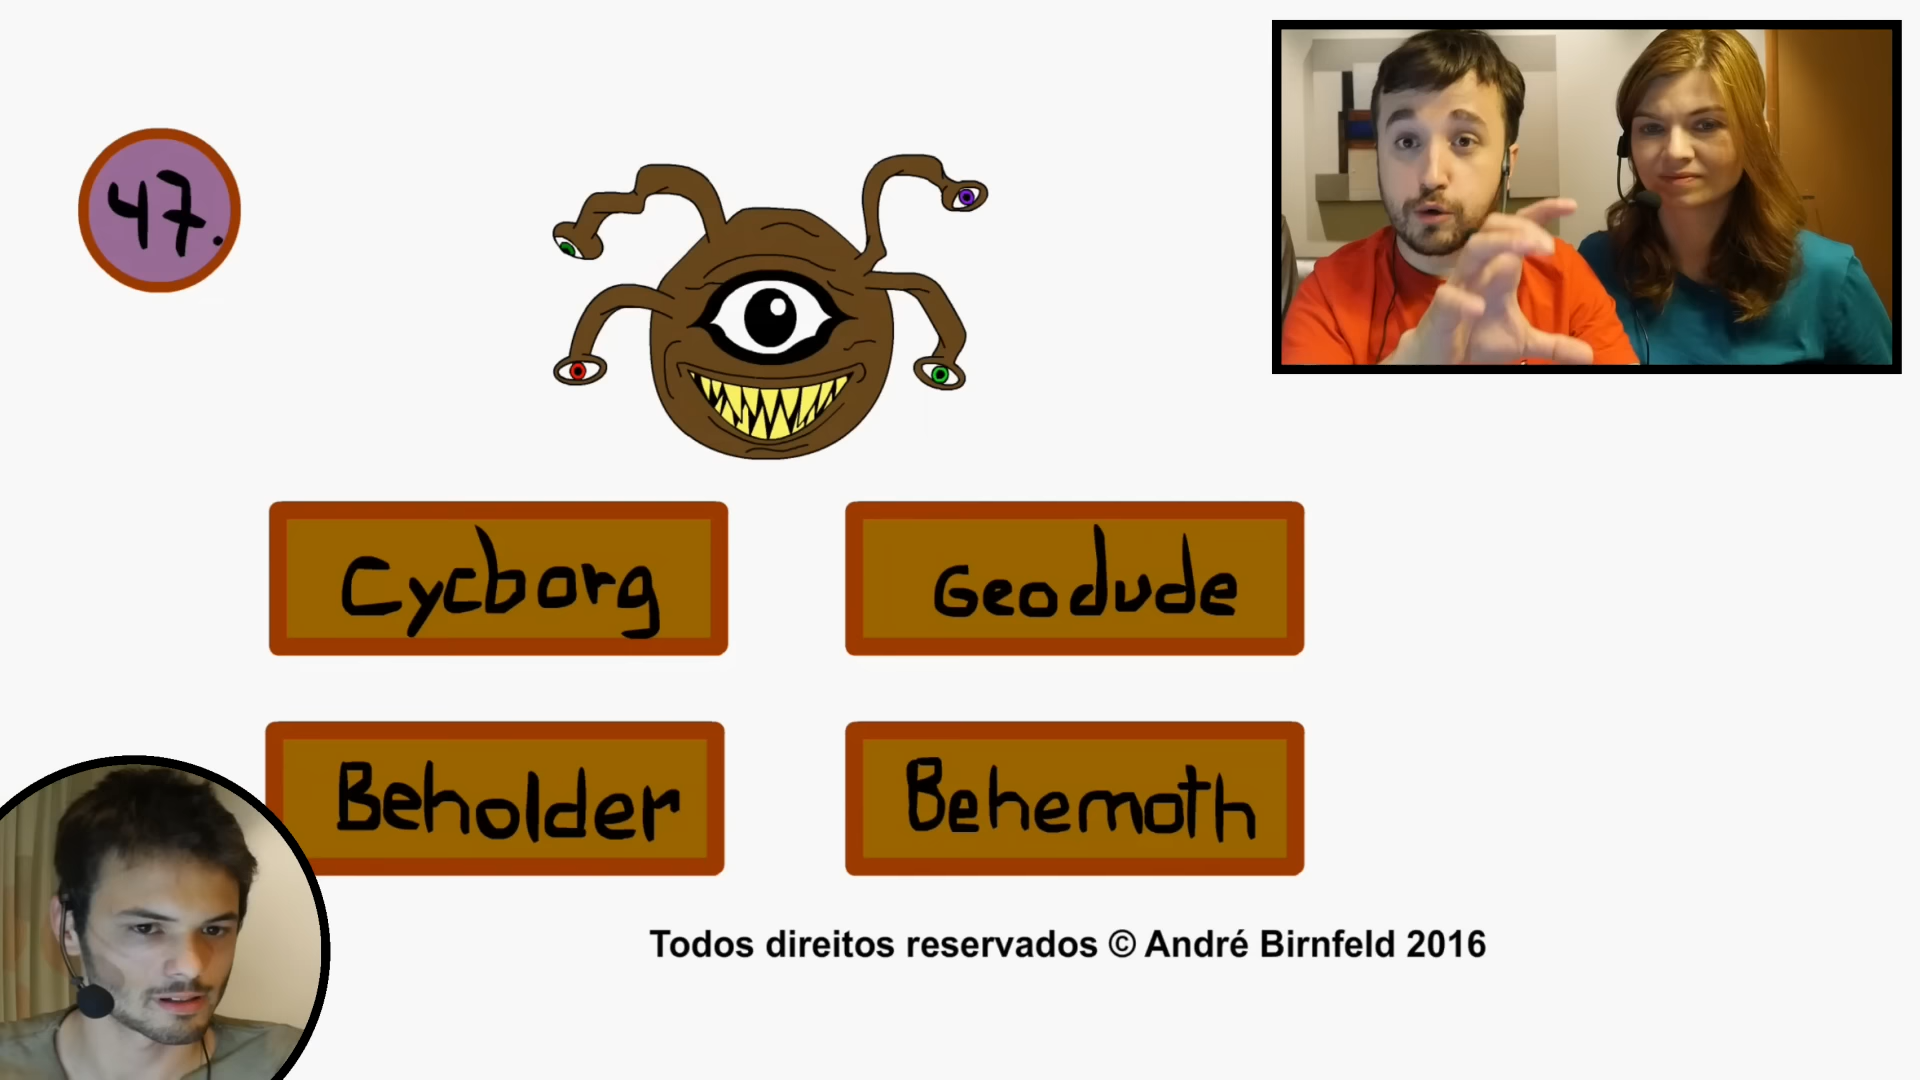 47.
Cycborg
Geodude
Beholder
Behemoth
Todos direitos reservados © André Birnfeld 2016